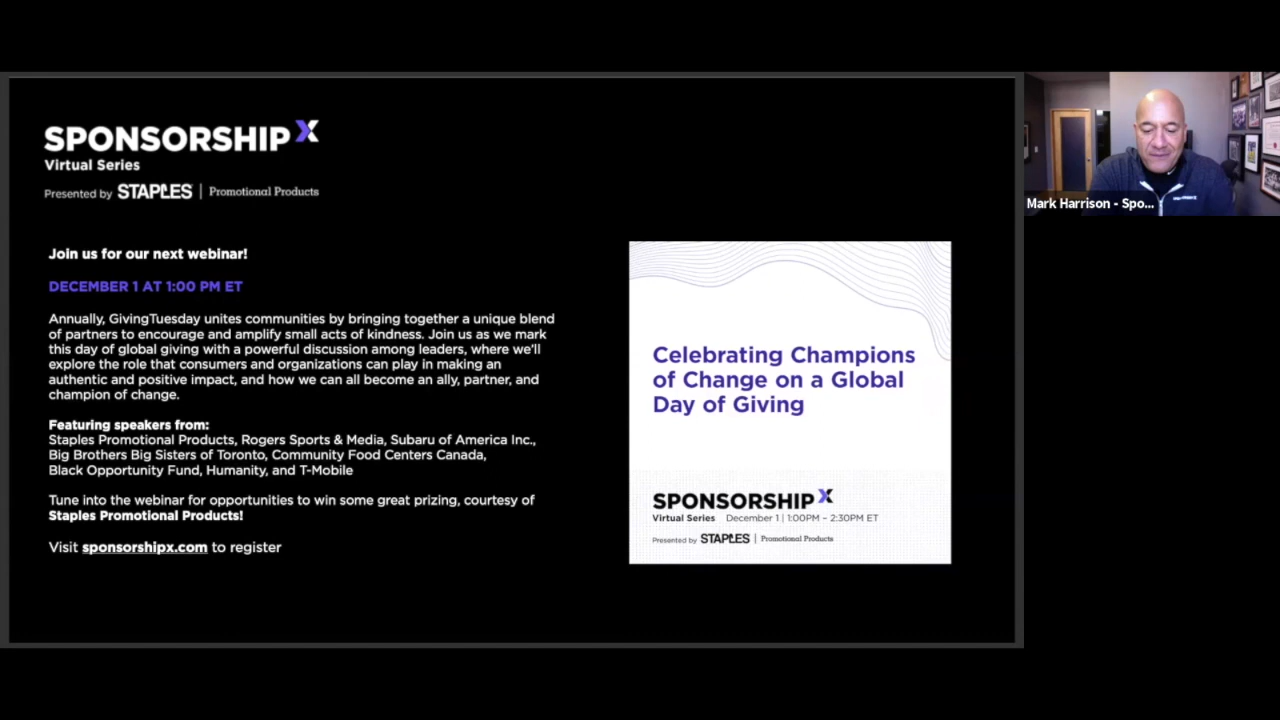 SPONSORSHIPX
Virtual Series
Presented by STAPLES | Promotional Products
Join us for our next webinar!
DECEMBER 1 AT 1:00 PM ET
Annually, GivingTuesday unites communities by bringing together a unique blend
of partners to encourage and amplify small acts of kindness. Join us as we mark
this day of global giving with a powerful discussion among leaders, where we'll
explore the role that consumers and organizations can play in making an
authentic and positive impact, and how we can all become an ally, partner, and
champion of change.
Featuring speakers from:
Staples Promotional Products, Rogers Sports & Media, Subaru of America Inc.,
Big Brothers Big Sisters of Toronto, Community Food Centers Canada,
Black Opportunity Fund, Humanity, and T-Mobile
Tune into the webinar for opportunities to win some great prizing, courtesy of
Staples Promotional Products!
Visit sponsorshipx.com to register
Celebrating Champions
of Change on a Global
Day of Giving
SPONSORSHIPX
Virtual Series December 1 | 1:00PM – 2:30PM ET
Presented by STAPLES | Promotional Products
Mark Harrison - Spo...